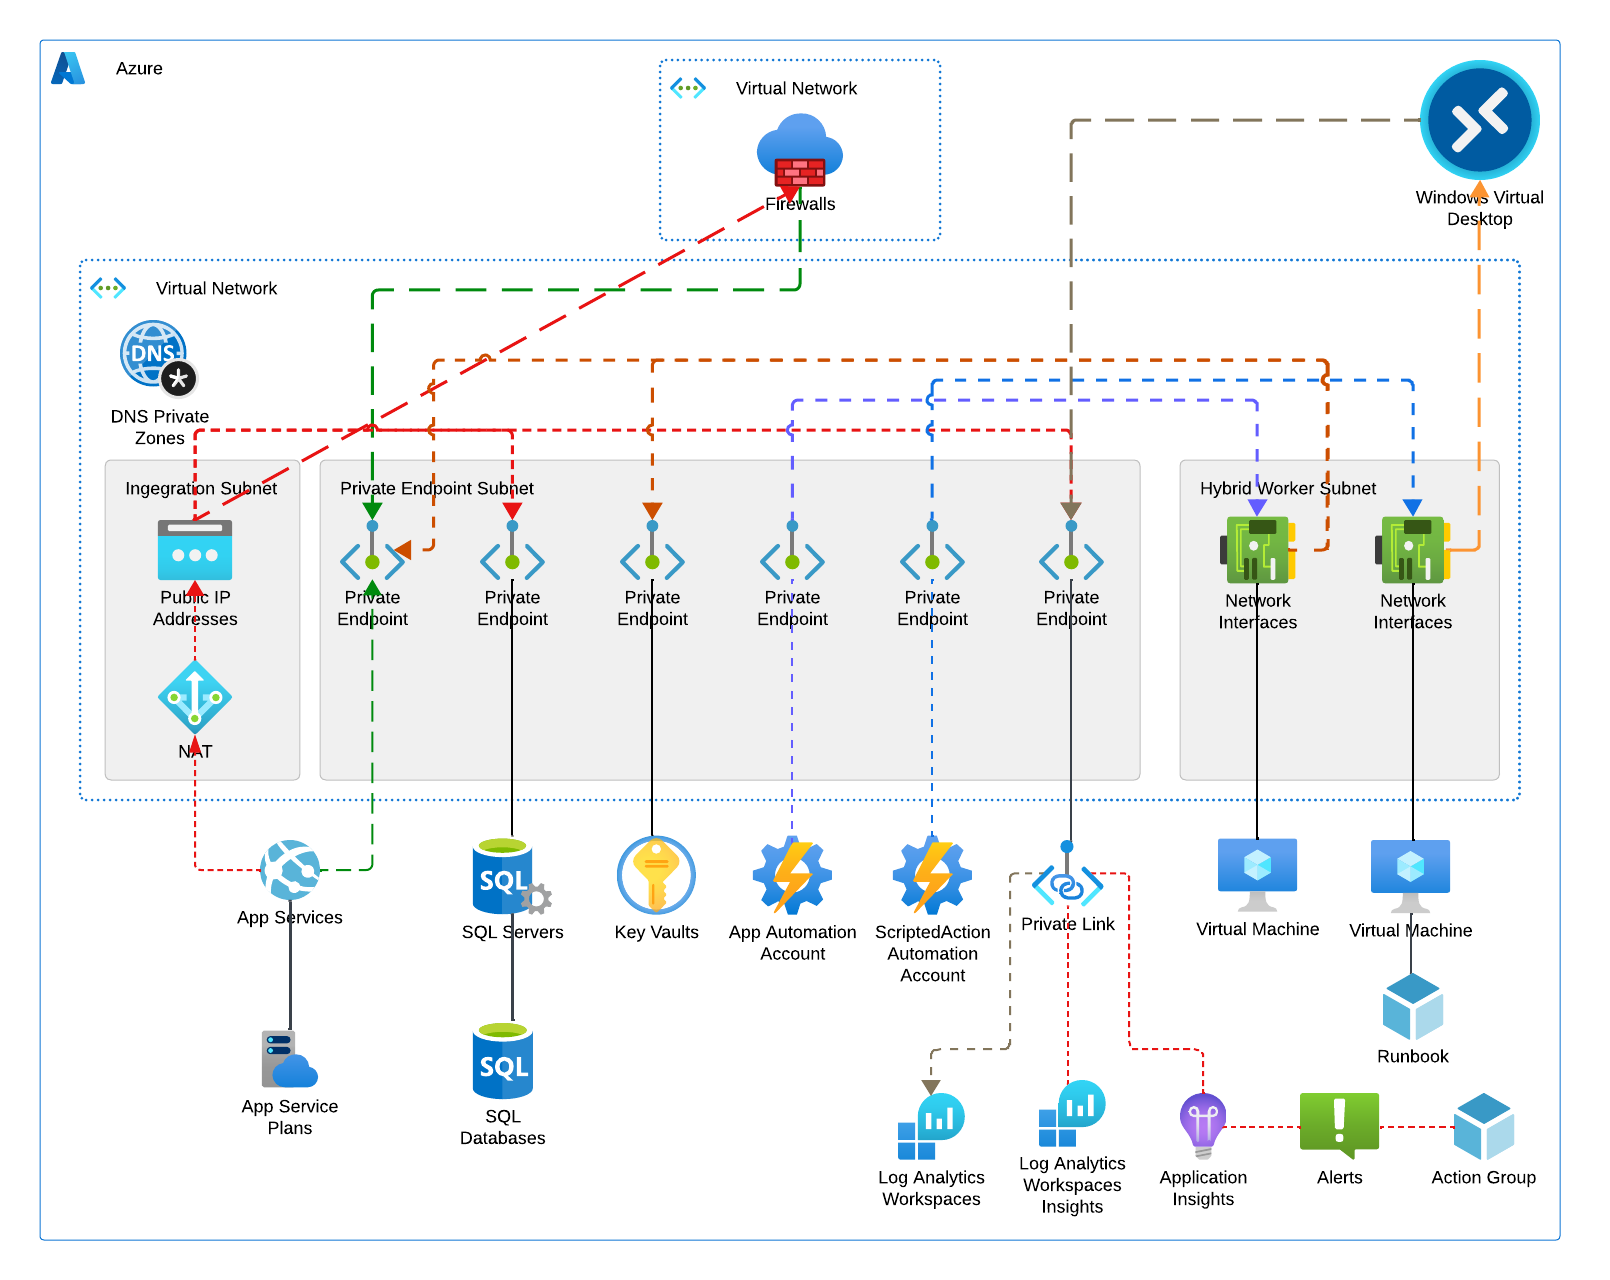 Azure
Virtual Network
Firewalls
Windows Virtual
Desktop
Virtual Network
DNS
*
DNS Private
Zones
Ingegration Subnet
Private Endpoint Subnet
Hybrid Worker Subnet
Public IP
Addresses
Private
Endpoint
Private
Endpoint
Private
Endpoint
Private
Endpoint
Private
Endpoint
Private
Endpoint
Network
Interfaces
Network
Interfaces
NAT
App Services
SQL
SQL Servers
Key Vaults
App Automation
Account
ScriptedAction
Automation
Account
Private Link
Virtual Machine
Virtual Machine
Runbook
App Service
Plans
SQL
SQL
Databases
Log Analytics
Workspaces
Log Analytics
Workspaces
Insights
Application
Insights
!
Alerts
Action Group